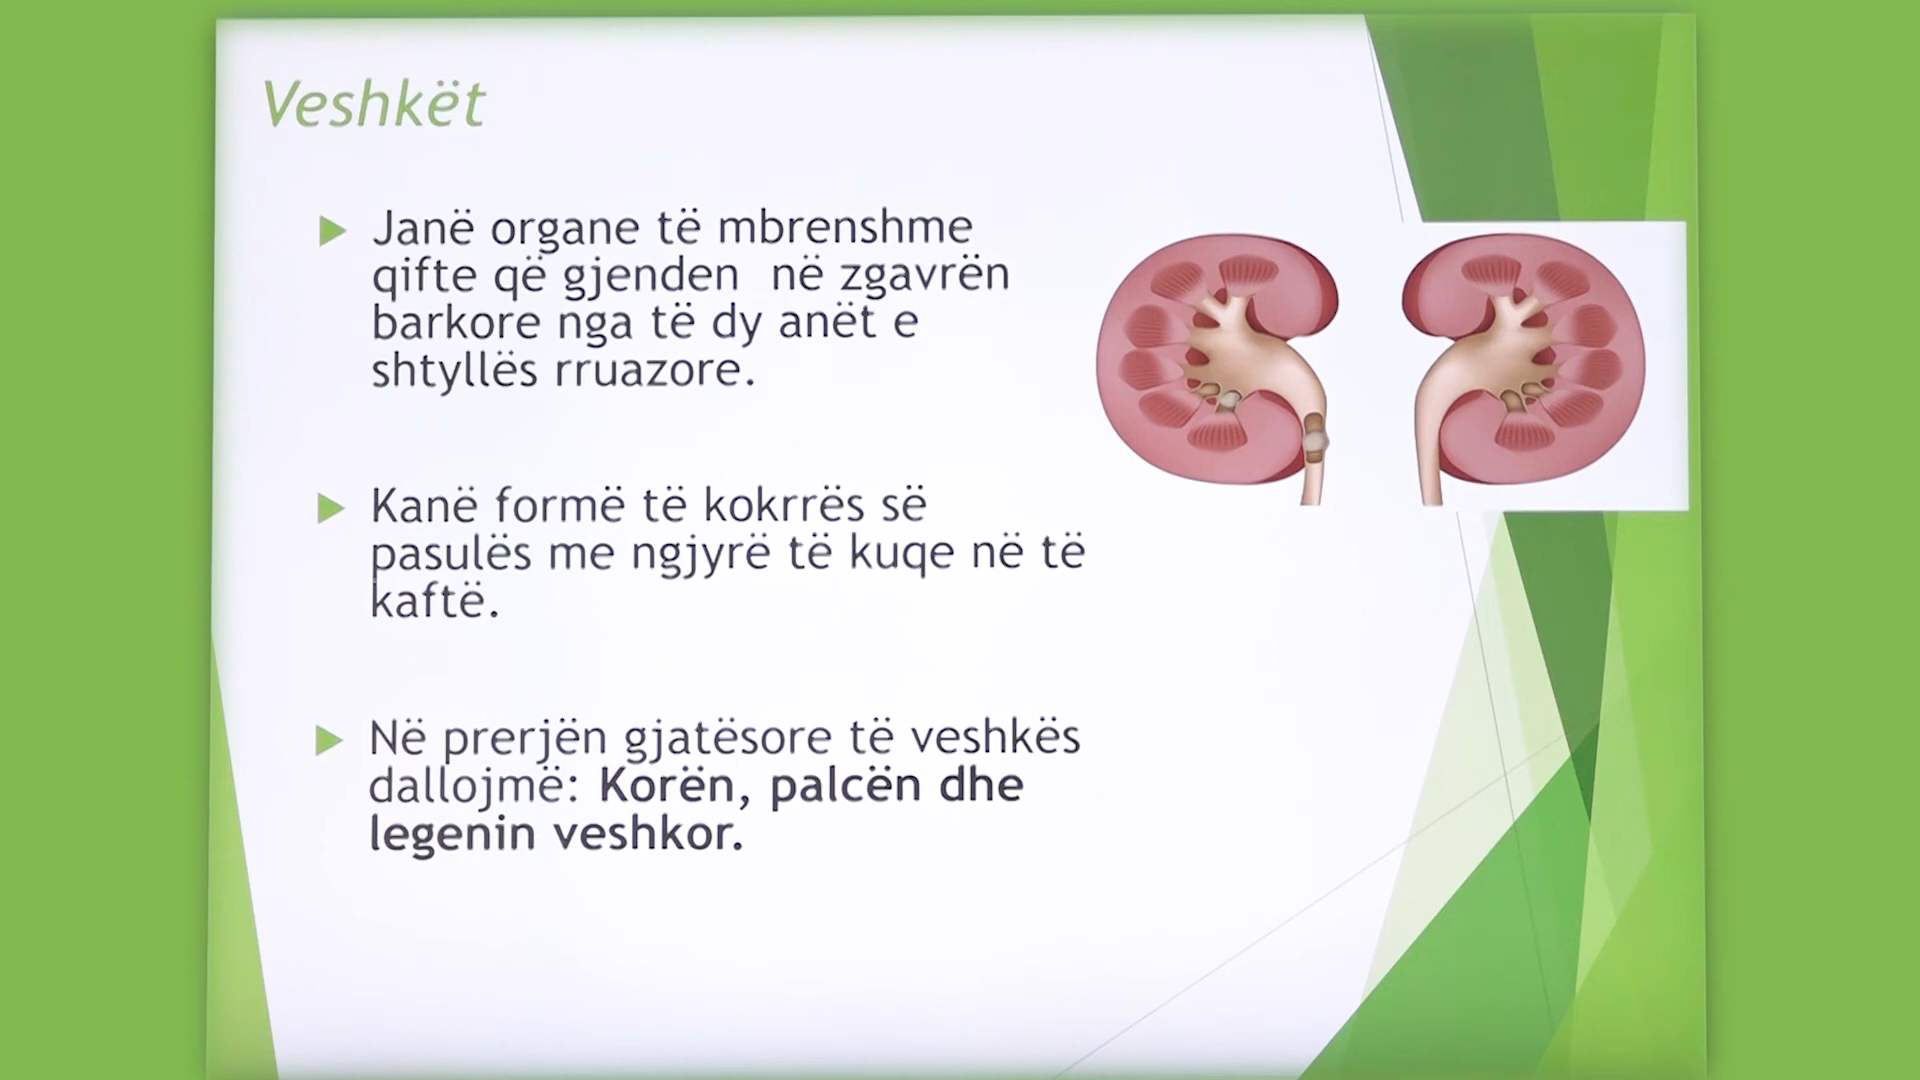 Veshkët
Janë organe të mbrenshme
qifte që gjenden në zgavrën
barkore nga të dy anët e
shtyllës rruazore.
Kanë formë të kokrrës së
pasulës me ngjyrë të kuqe në të
kaftë.
Në prerjën gjatësore të veshkës
dallojmë: Korën, palcën dhe
legenin veshkor.